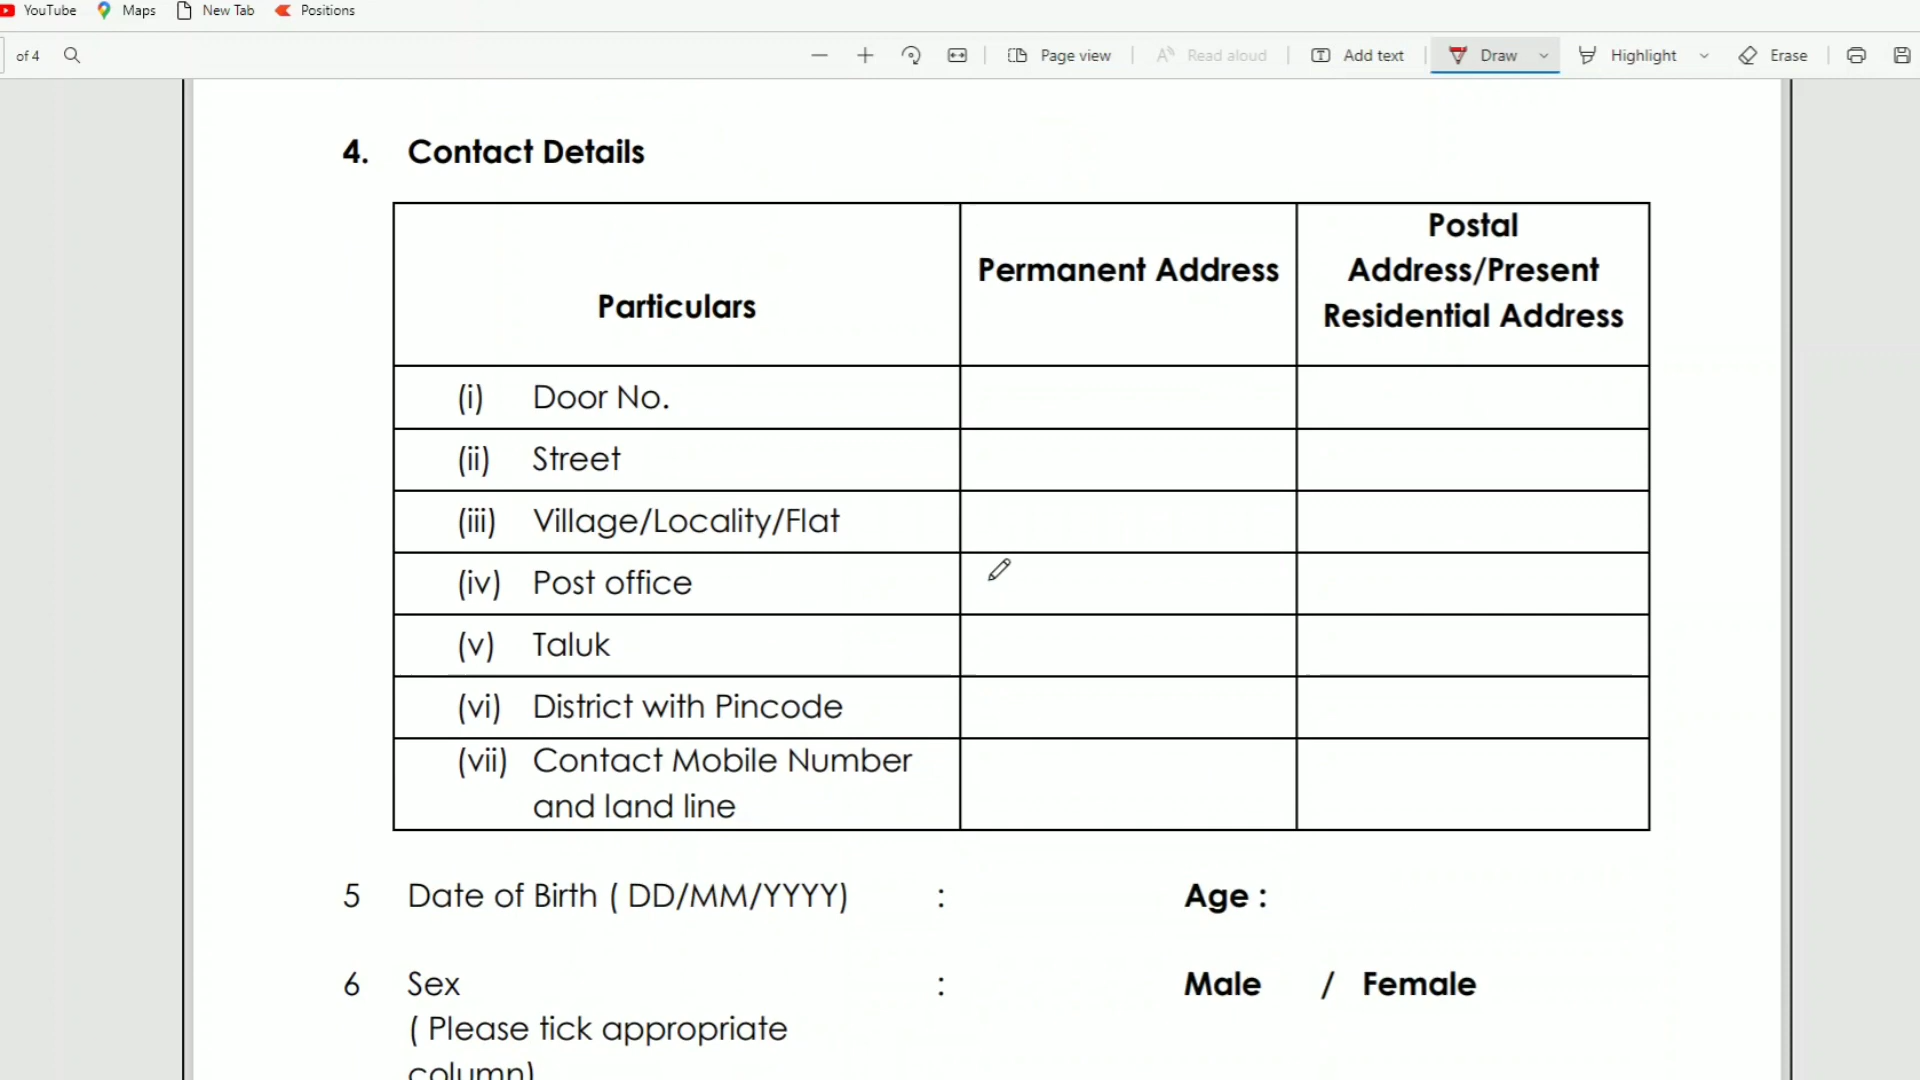 YouTube Maps New Tab Positions
of 4 Page view Read aloud Add text Draw Highlight Erase
4. Contact Details
Particulars Permanent Address Postal Address/Present Residential Address
(i) Door No.
(ii) Street
(iii) Village/Locality/Flat
(iv) Post office
(v) Taluk
(vi) District with Pincode
(vii) Contact Mobile Number
and land line
5 Date of Birth ( DD/MM/YYYY) : Age :
6 Sex : Male / Female
( Please tick appropriate
column)